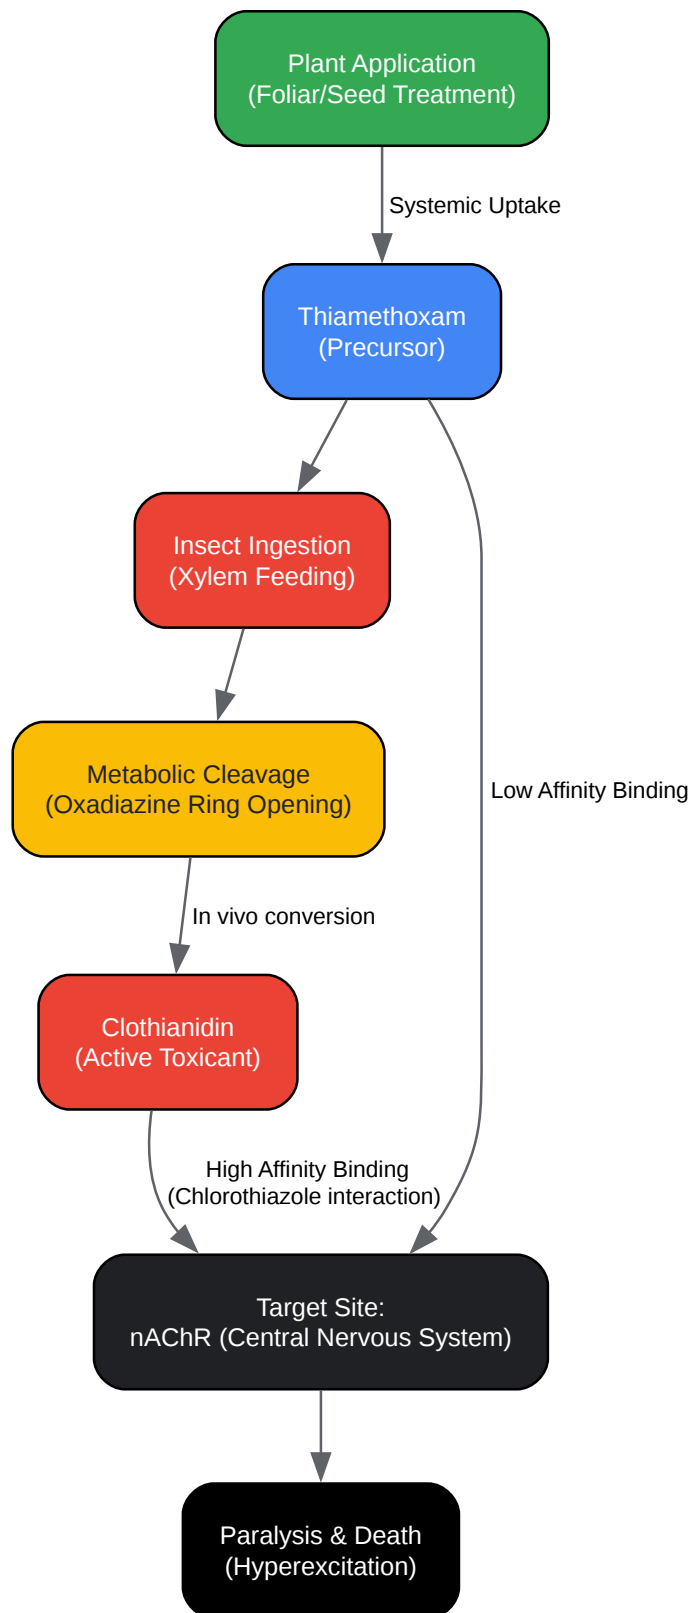 Plant Application
(Foliar/Seed Treatment)
Systemic Uptake
Thiamethoxam
(Precursor)
Insect Ingestion
(Xylem Feeding)
Metabolic Cleavage
(Oxadiazine Ring Opening)
Low Affinity Binding
In vivo conversion
Clothianidin
(Active Toxicant)
High Affinity Binding
(Chlorothiazole interaction)
Target Site:
nAChR (Central Nervous System)
Paralysis & Death
(Hyperexcitation)